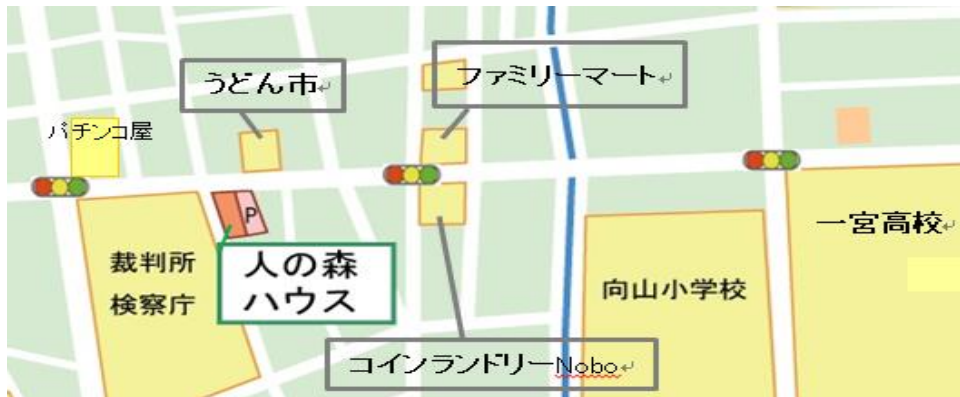 うどん市
ファミリーマート
パチンコ屋
P
一宮高校
裁判所
検察庁
人の森
ハウス
向山小学校
コインランドリーNobo